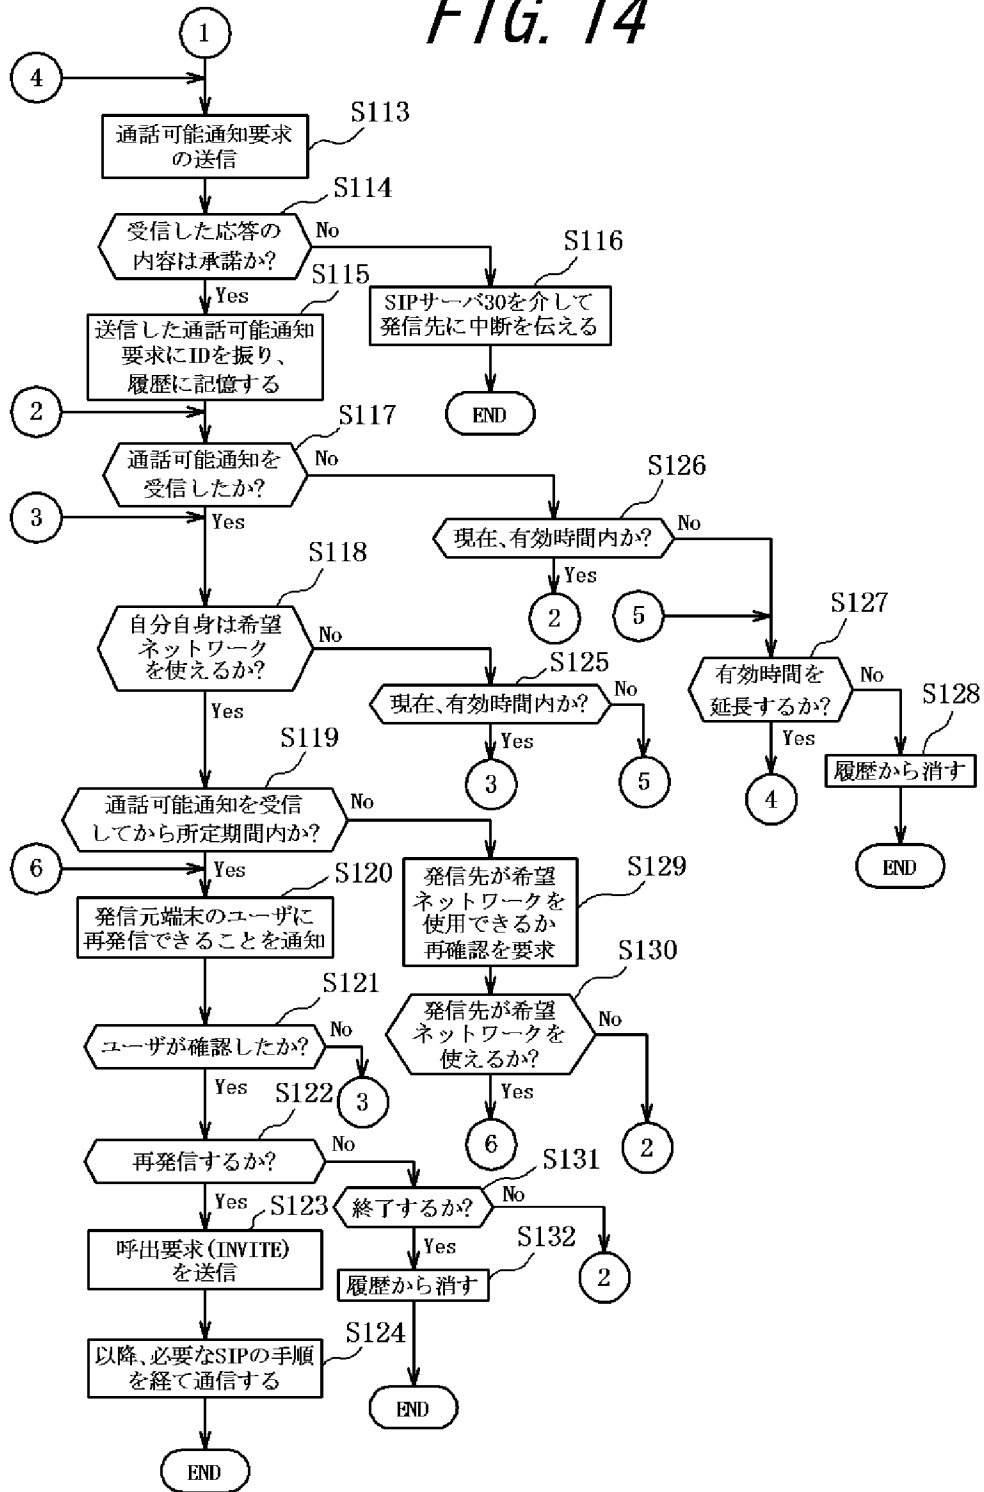 FIG. 14
1
4
S113
通話可能通知要求
の送信
S114
受信した応答の
内容は承諾か?
No
Yes
S116
SIPサーバ30を介して
発信先に中断を伝える
END
S115
送信した通話可能通知
要求にIDを振り、
履歴に記憶する
2
S117
通話可能通知を
受信したか?
No
Yes
3
S126
現在、有効時間内か?
No
Yes
2
5
S118
自分自身は希望
ネットワーク
を使えるか?
No
Yes
S125
現在、有効時間内か?
No
Yes
3
5
S127
有効時間を
延長するか?
No
Yes
4
S128
履歴から消す
END
S119
通話可能通知を受信
してから所定期間内か?
No
Yes
6
S120
発信元端末のユーザに
再発信できることを通知
S129
発信先が希望
ネットワークを
使用できるか
再確認を要求
S130
発信先が希望
ネットワークを
使えるか?
No
Yes
6
2
S121
ユーザが確認したか?
No
Yes
3
S122
再発信するか?
No
Yes
S131
終了するか?
No
Yes
2
S132
履歴から消す
END
S123
呼出要求(INVITE)
を送信
S124
以降、必要なSIPの手順
を経て通信する
END